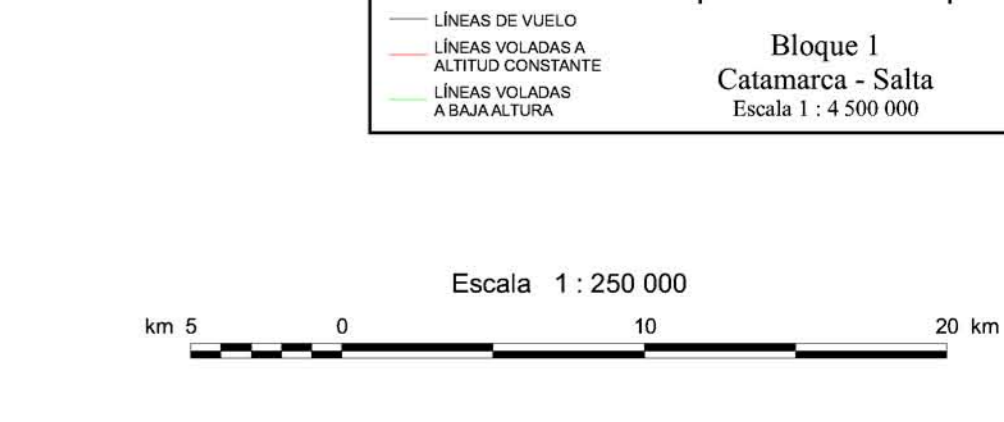 LÍNEAS DE VUELO
LÍNEAS VOLADAS A
ALTITUD CONSTANTE
LÍNEAS VOLADAS
A BAJA ALTURA
Bloque 1
Catamarca - Salta
Escala 1 : 4 500 000
Escala 1 : 250 000
km 5 0 10 20 km